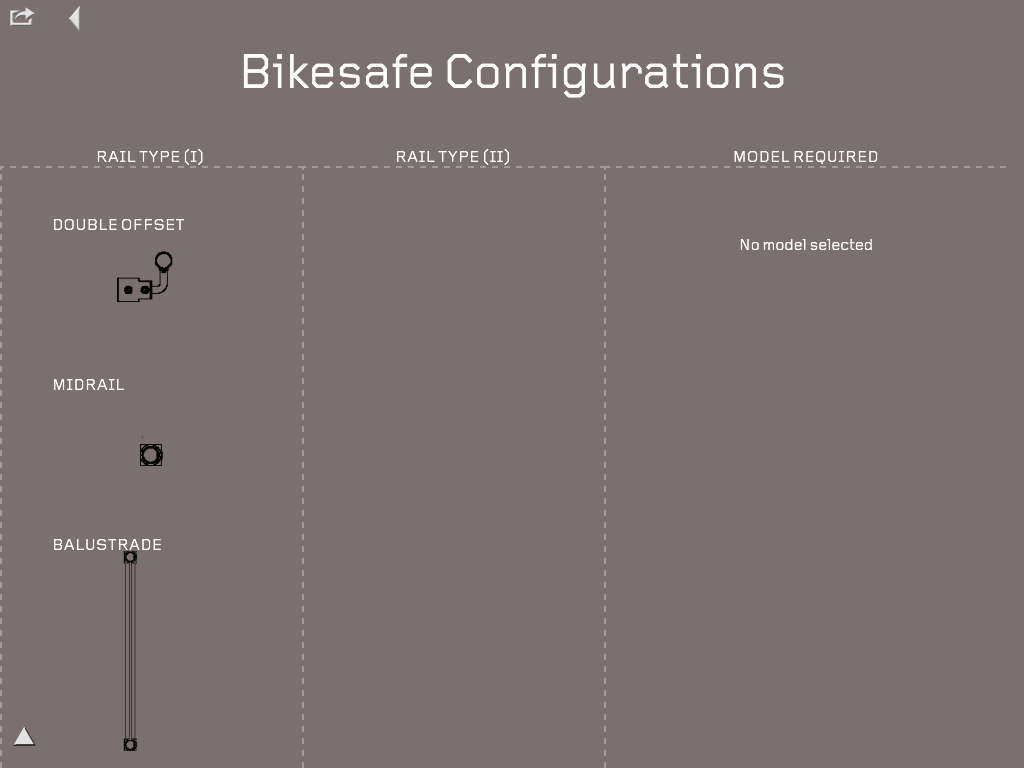 Bikesafe Configurations
RAIL TYPE (I)
RAIL TYPE (II)
MODEL REQUIRED
DOUBLE OFFSET
No model selected
MIDRAIL
BALUSTRADE